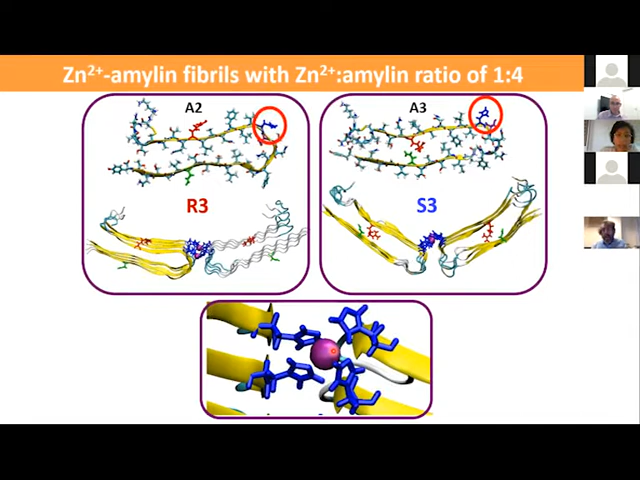 Zn²⁺-amylin fibrils with Zn²⁺:amylin ratio of 1:4
A2
R3
A3
S3